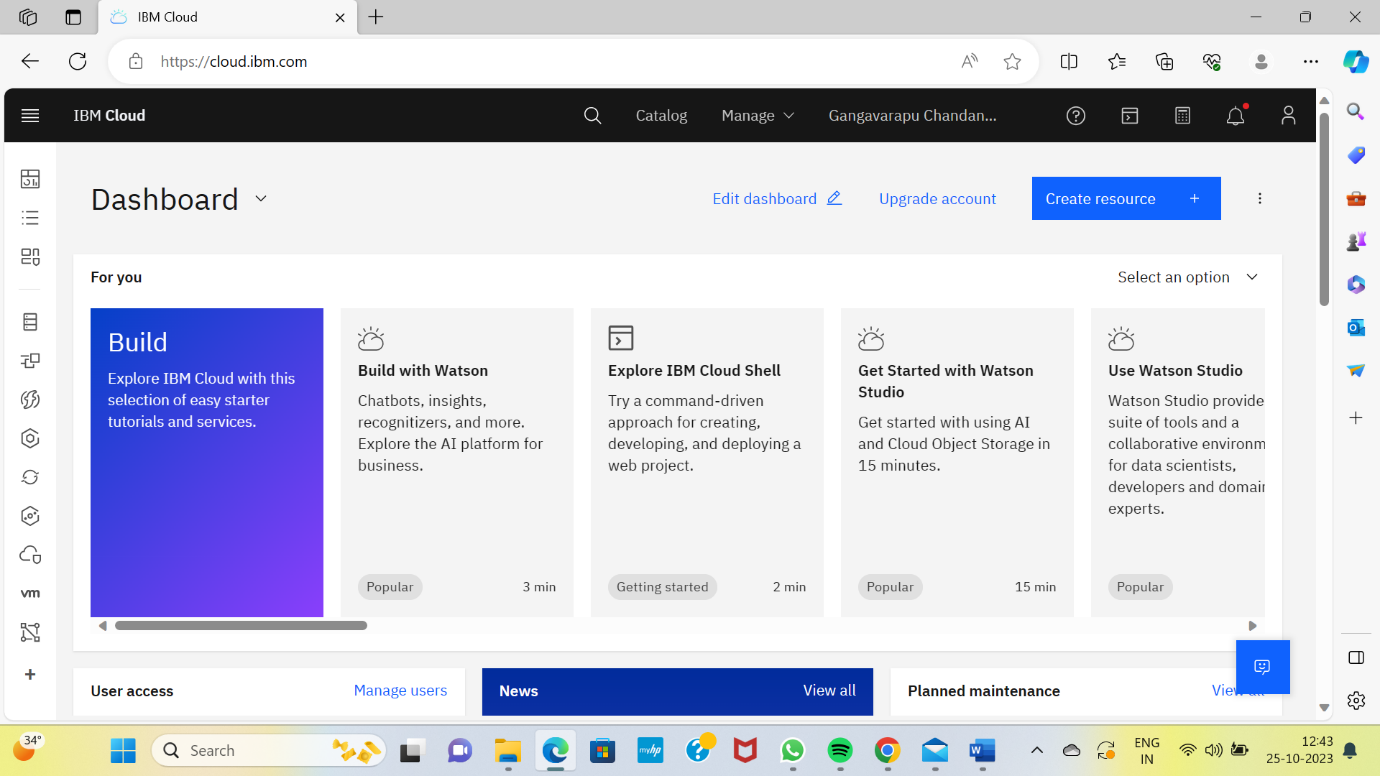 IBM Cloud
https://cloud.ibm.com
IBM Cloud
Catalog
Manage
Gangavarapu Chandan...
Dashboard
Edit dashboard
Upgrade account
Create resource +
For you
Select an option
Build
Explore IBM Cloud with this
selection of easy starter
tutorials and services.
Build with Watson
Chatbots, insights,
recognitizers, and more.
Explore the AI platform for
business.
Popular
3 min
Explore IBM Cloud Shell
Try a command-driven
approach for creating,
developing, and deploying a
web project.
Getting started
2 min
Get Started with Watson
Studio
Get started with using AI
and Cloud Object Storage in
15 minutes.
Popular
15 min
Use Watson Studio
Watson Studio provide
suite of tools and a
collaborative environm
for data scientists,
developers and domain
experts.
Popular
vm
User access
Manage users
News
View all
Planned maintenance
View all
34°
Search
myhp
ENG
IN
12:43
25-10-2023